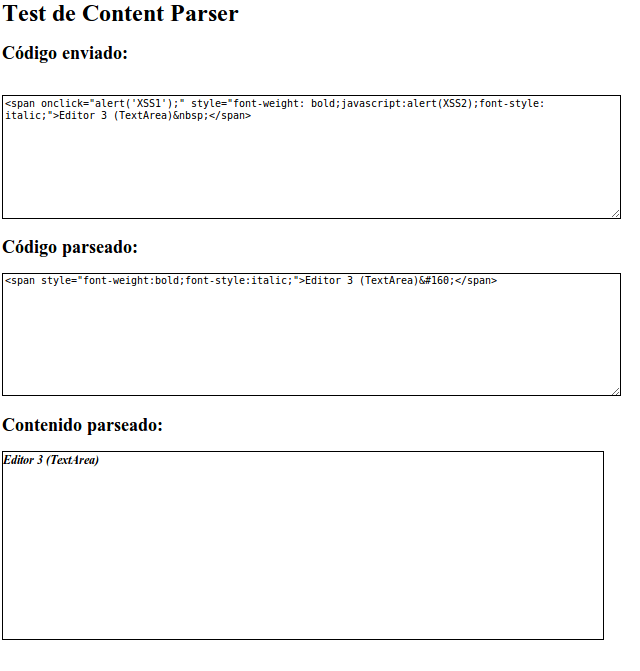 Test de Content Parser
Código enviado:
<span onclick="alert('XSS1');" style="font-weight: bold;javascript:alert(XSS2);font-style:
italic;">Editor 3 (TextArea)&nbsp;</span>
Código parseado:
<span style="font-weight:bold;font-style:italic;">Editor 3 (TextArea)&#160;</span>
Contenido parseado:
Editor 3 (TextArea)